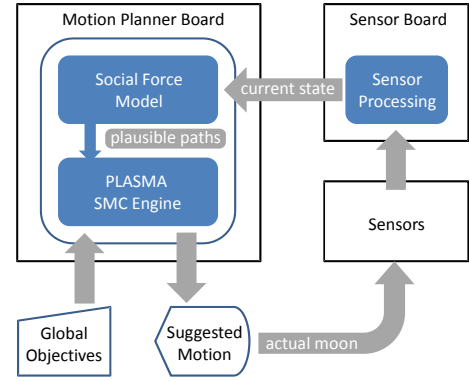 Motion Planner Board
Sensor Board
Social Force
Model
current state
Sensor
Processing
plausible paths
PLASMA
SMC Engine
Sensors
Global
Objectives
Suggested
Motion
actual moon